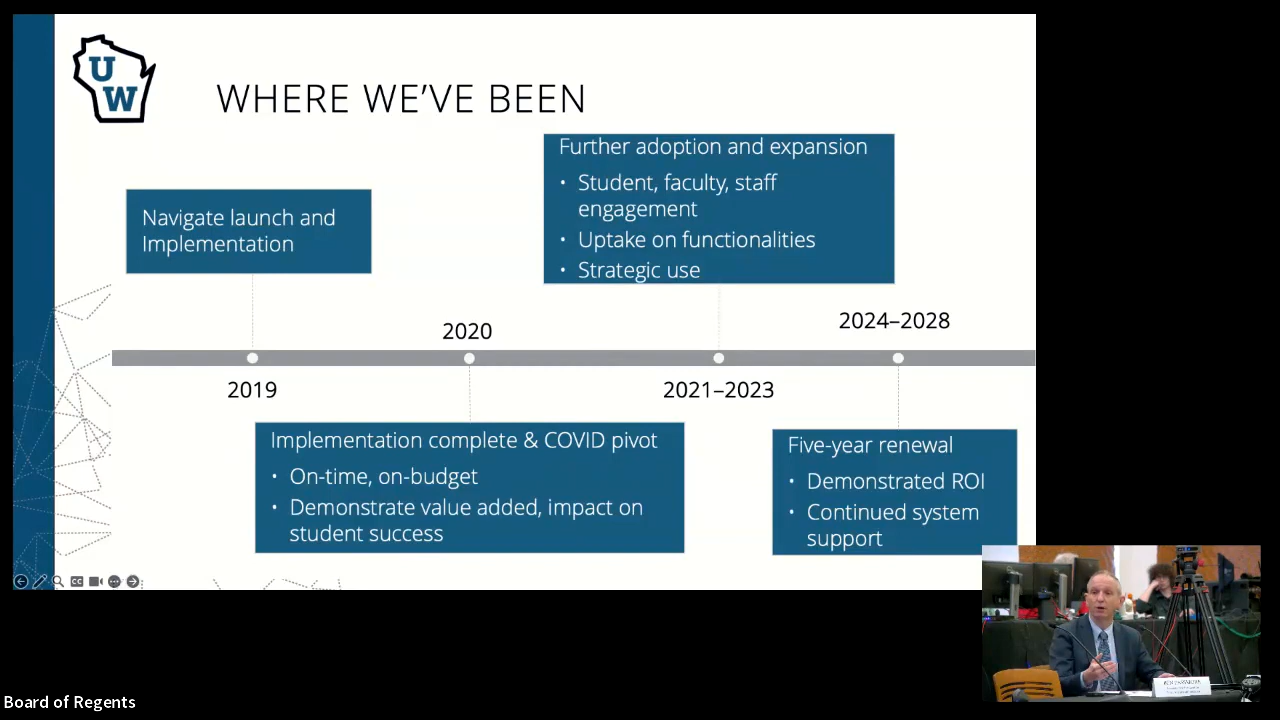 U
W
WHERE WE’VE BEEN
Further adoption and expansion
• Student, faculty, staff
engagement
• Uptake on functionalities
• Strategic use
Navigate launch and
Implementation
2020
2024–2028
2019
2021–2023
Implementation complete & COVID pivot
• On-time, on-budget
• Demonstrate value added, impact on
student success
Five-year renewal
• Demonstrated ROI
• Continued system
support
CC
Board of Regents